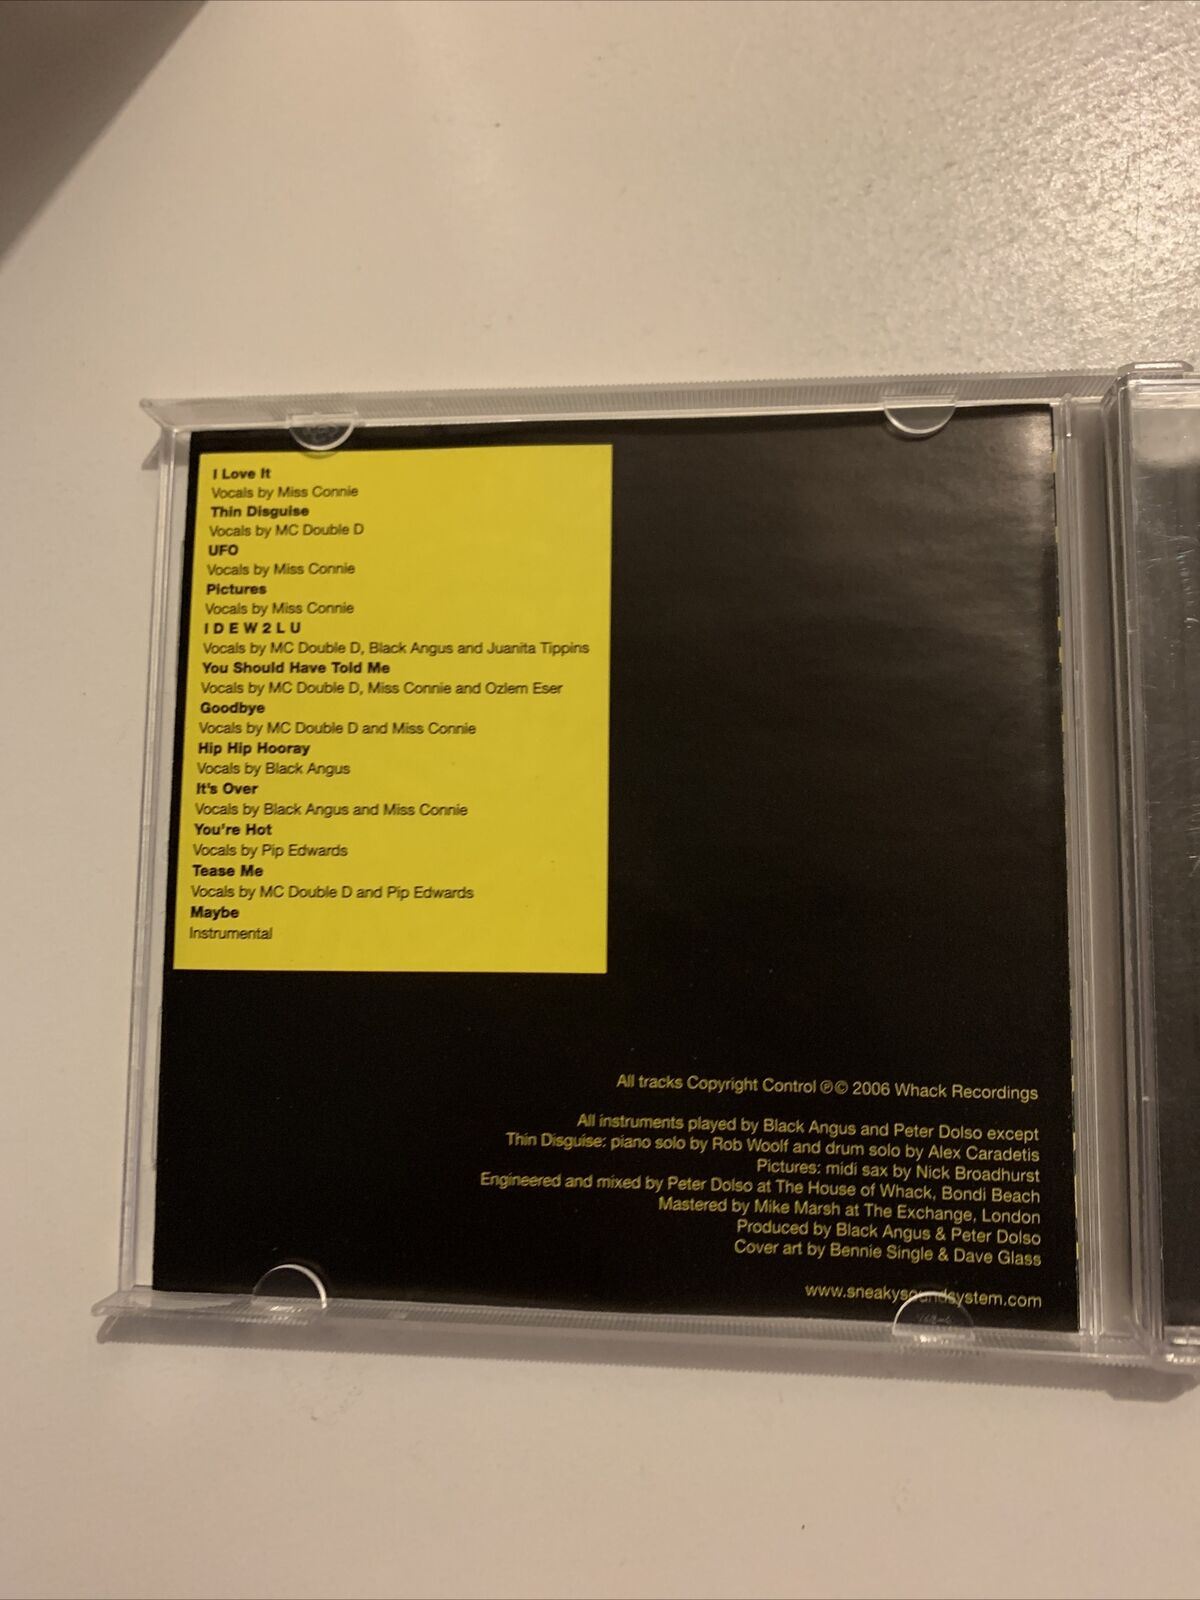 I Love It
Vocals by Miss Connie
Thin Disguise
Vocals by MC Double D
UFO
Vocals by Miss Connie
Pictures
Vocals by Miss Connie
I D E W 2 L U
Vocals by MC Double D, Black Angus and Juanita Tippins
You Should Have Told Me
Vocals by MC Double D, Miss Connie and Ozlem Eser
Goodbye
Vocals by MC Double D and Miss Connie
Hip Hip Hooray
Vocals by Black Angus
It's Over
Vocals by Black Angus and Miss Connie
You're Hot
Vocals by Pip Edwards
Tease Me
Vocals by MC Double D and Pip Edwards
Maybe
Instrumental
All tracks Copyright Control ℗© 2006 Whack Recordings
All instruments played by Black Angus and Peter Dolso except
Thin Disguise: piano solo by Rob Woolf and drum solo by Alex Caradetis
Pictures: midi sax by Nick Broadhurst
Engineered and mixed by Peter Dolso at The House of Whack, Bondi Beach
Mastered by Mike Marsh at The Exchange, London
Produced by Black Angus & Peter Dolso
Cover art by Bennie Single & Dave Glass
www.sneakysoundsystem.com